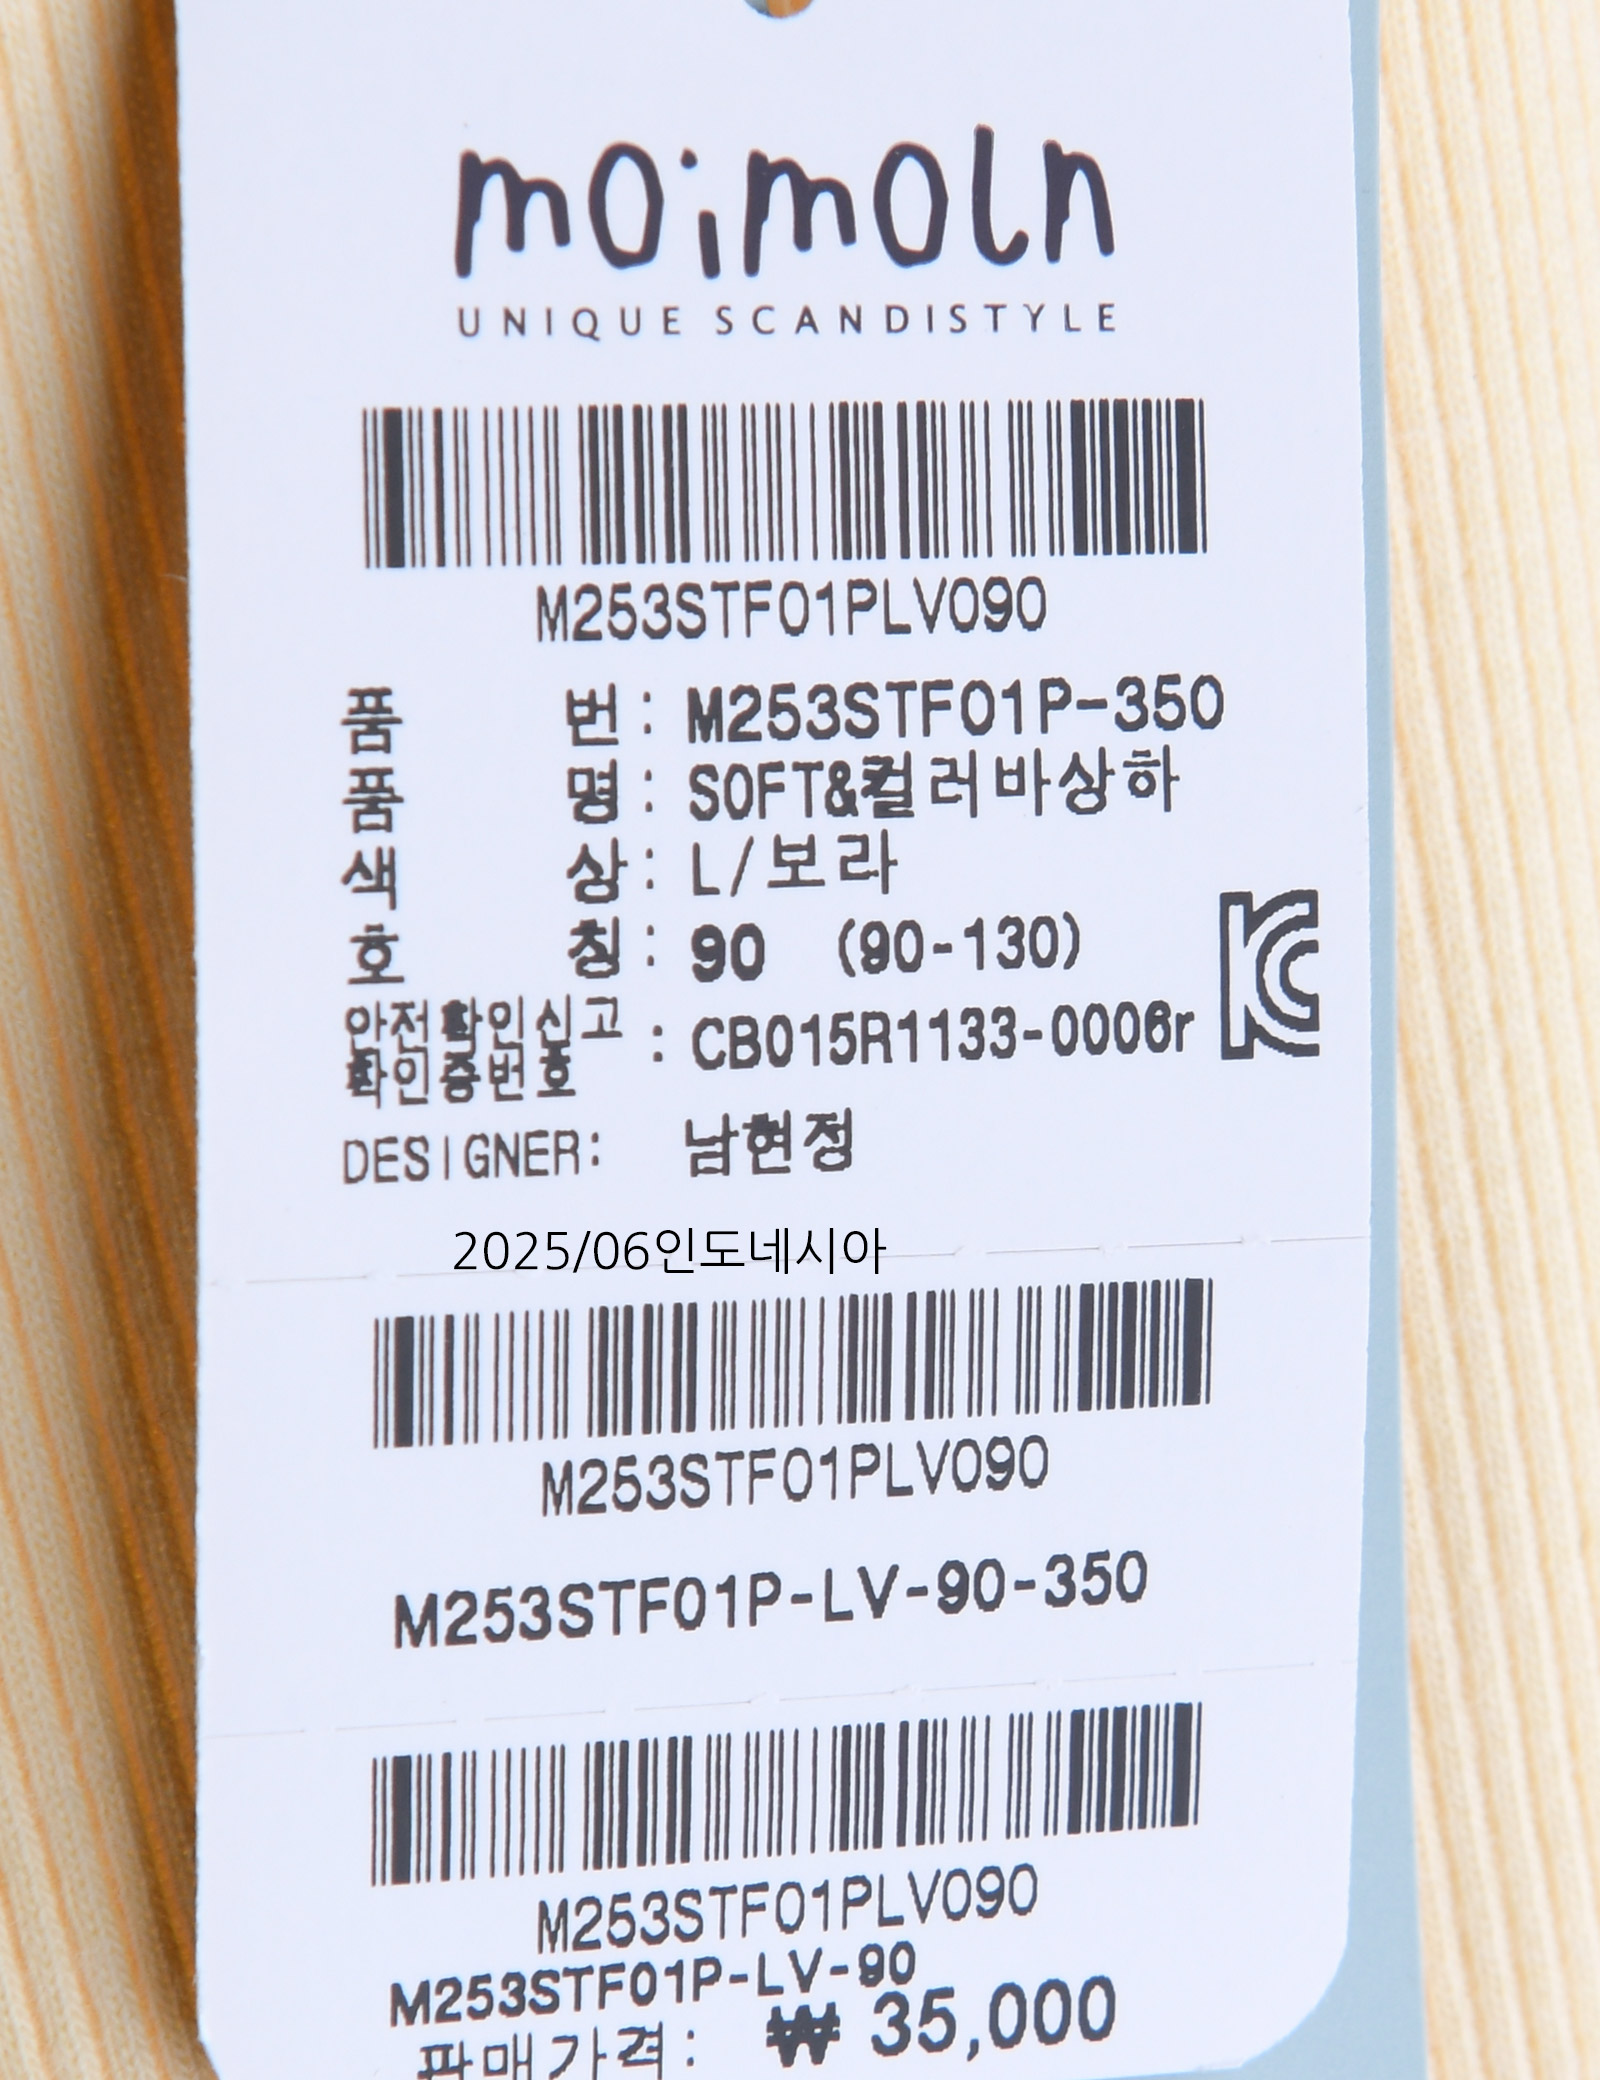 moimoln
UNIQUE SCANDISTYLE
M253STF01PLV090
품 번 : M253STF01P-350
품 명 : SOFT&컬러바상하
색 상 : L/보라
호 칭 : 90 (90-130)
안전확인신고
확인증번호 : CB015R1133-0006r
DESIGNER: 남현정
2025/06인도네시아
M253STF01PLV090
M253STF01P-LV-90-350
M253STF01PLV090
M253STF01P-LV-90
판매가격: ₩ 35,000